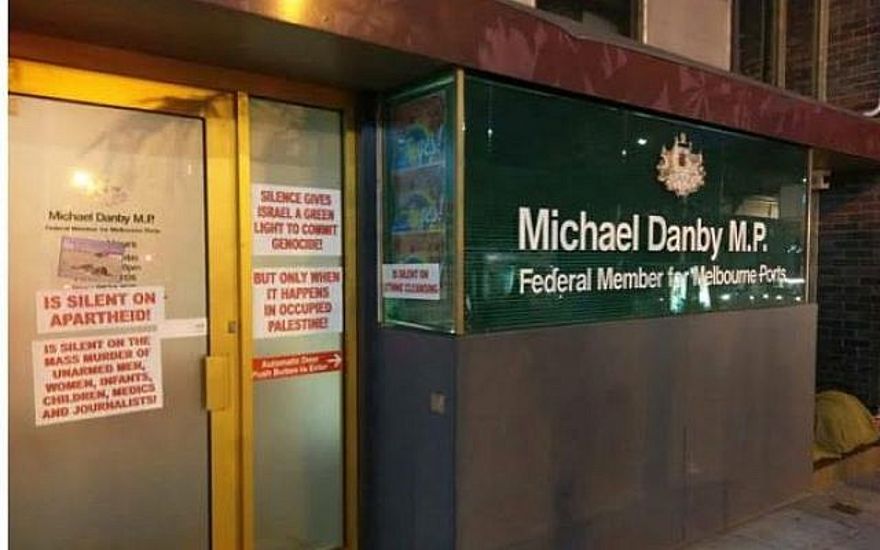 Michael Danby M.P.
Federal Member for Melbourne Ports
Hours
IS SILENT ON
APARTHEID!
IS SILENT ON THE
MASS MURDER OF
UNARMED MEN,
WOMEN, INFANTS,
CHILDREN, MEDICS
AND JOURNALISTS!
SILENCE GIVES
ISRAEL A GREEN
LIGHT TO COMMIT
GENOCIDE!
BUT ONLY WHEN
IT HAPPENS
IN OCCUPIED
PALESTINE!
Automatic Door
Push Button to Enter
IS SILENT ON
ETHNIC CLEANSING
Michael Danby M.P.
Federal Member for Melbourne Ports